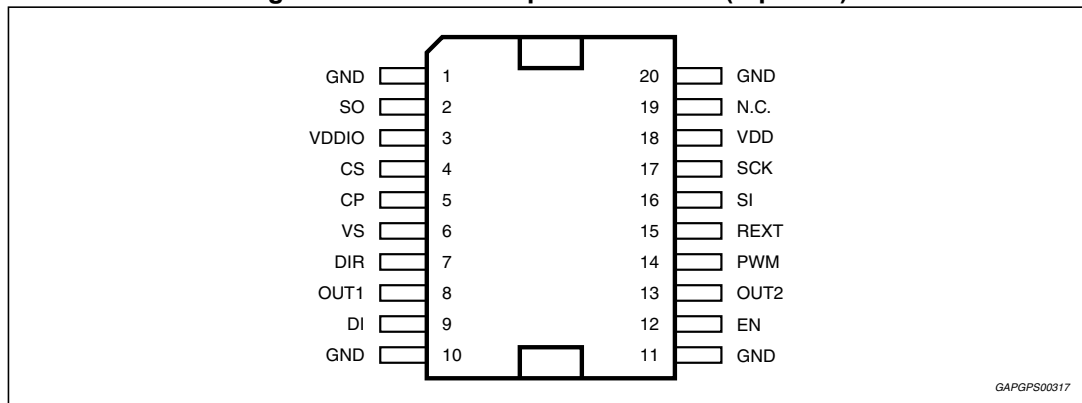 GND 1 20 GND
SO 2 19 N.C.
VDDIO 3 18 VDD
CS 4 17 SCK
CP 5 16 SI
VS 6 15 REXT
DIR 7 14 PWM
OUT1 8 13 OUT2
DI 9 12 EN
GND 10 11 GND
GAPGPS00317